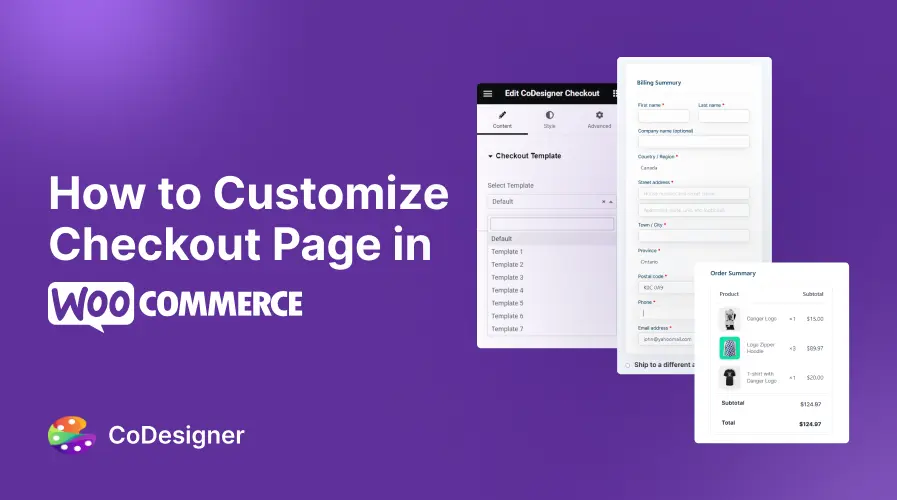 How to Customize
Checkout Page in
WOO COMMERCE
CoDesigner
Edit CoDesigner Checkout
Content
Style
Advanced
Checkout Template
Select Template
Default
Default
Template 1
Template 2
Template 3
Template 4
Template 5
Template 6
Template 7
Billing Summury
First name *
Last name *
Company name (optional)
Country / Region *
Canada
Street address *
Town / City *
Province *
Ontario
Postal code *
K0C 0A9
Phone *
Email address *
john@yahoomail.com
Ship to a different a
Order Summary
Product
Subtotal
Danger Logo ×1 $15.00
Logo Zipper
Hoodie
×3 $89.97
T-shirt with
Danger Logo
×1 $20.00
Subtotal $124.97
Total $124.97